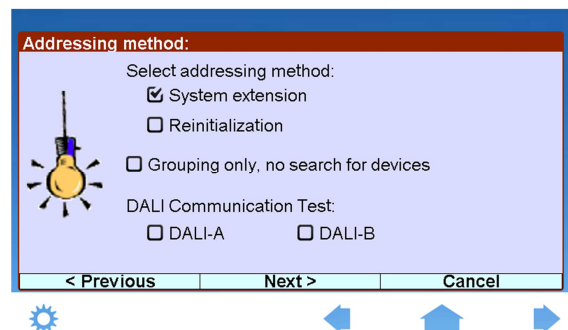 Addressing method:
Select addressing method:
System extension
Reinitialization
Grouping only, no search for devices
DALI Communication Test:
DALI-A DALI-B
< Previous Next > Cancel